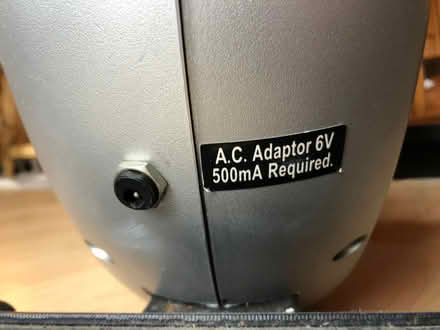 A.C. Adaptor 6V
500mA Required.